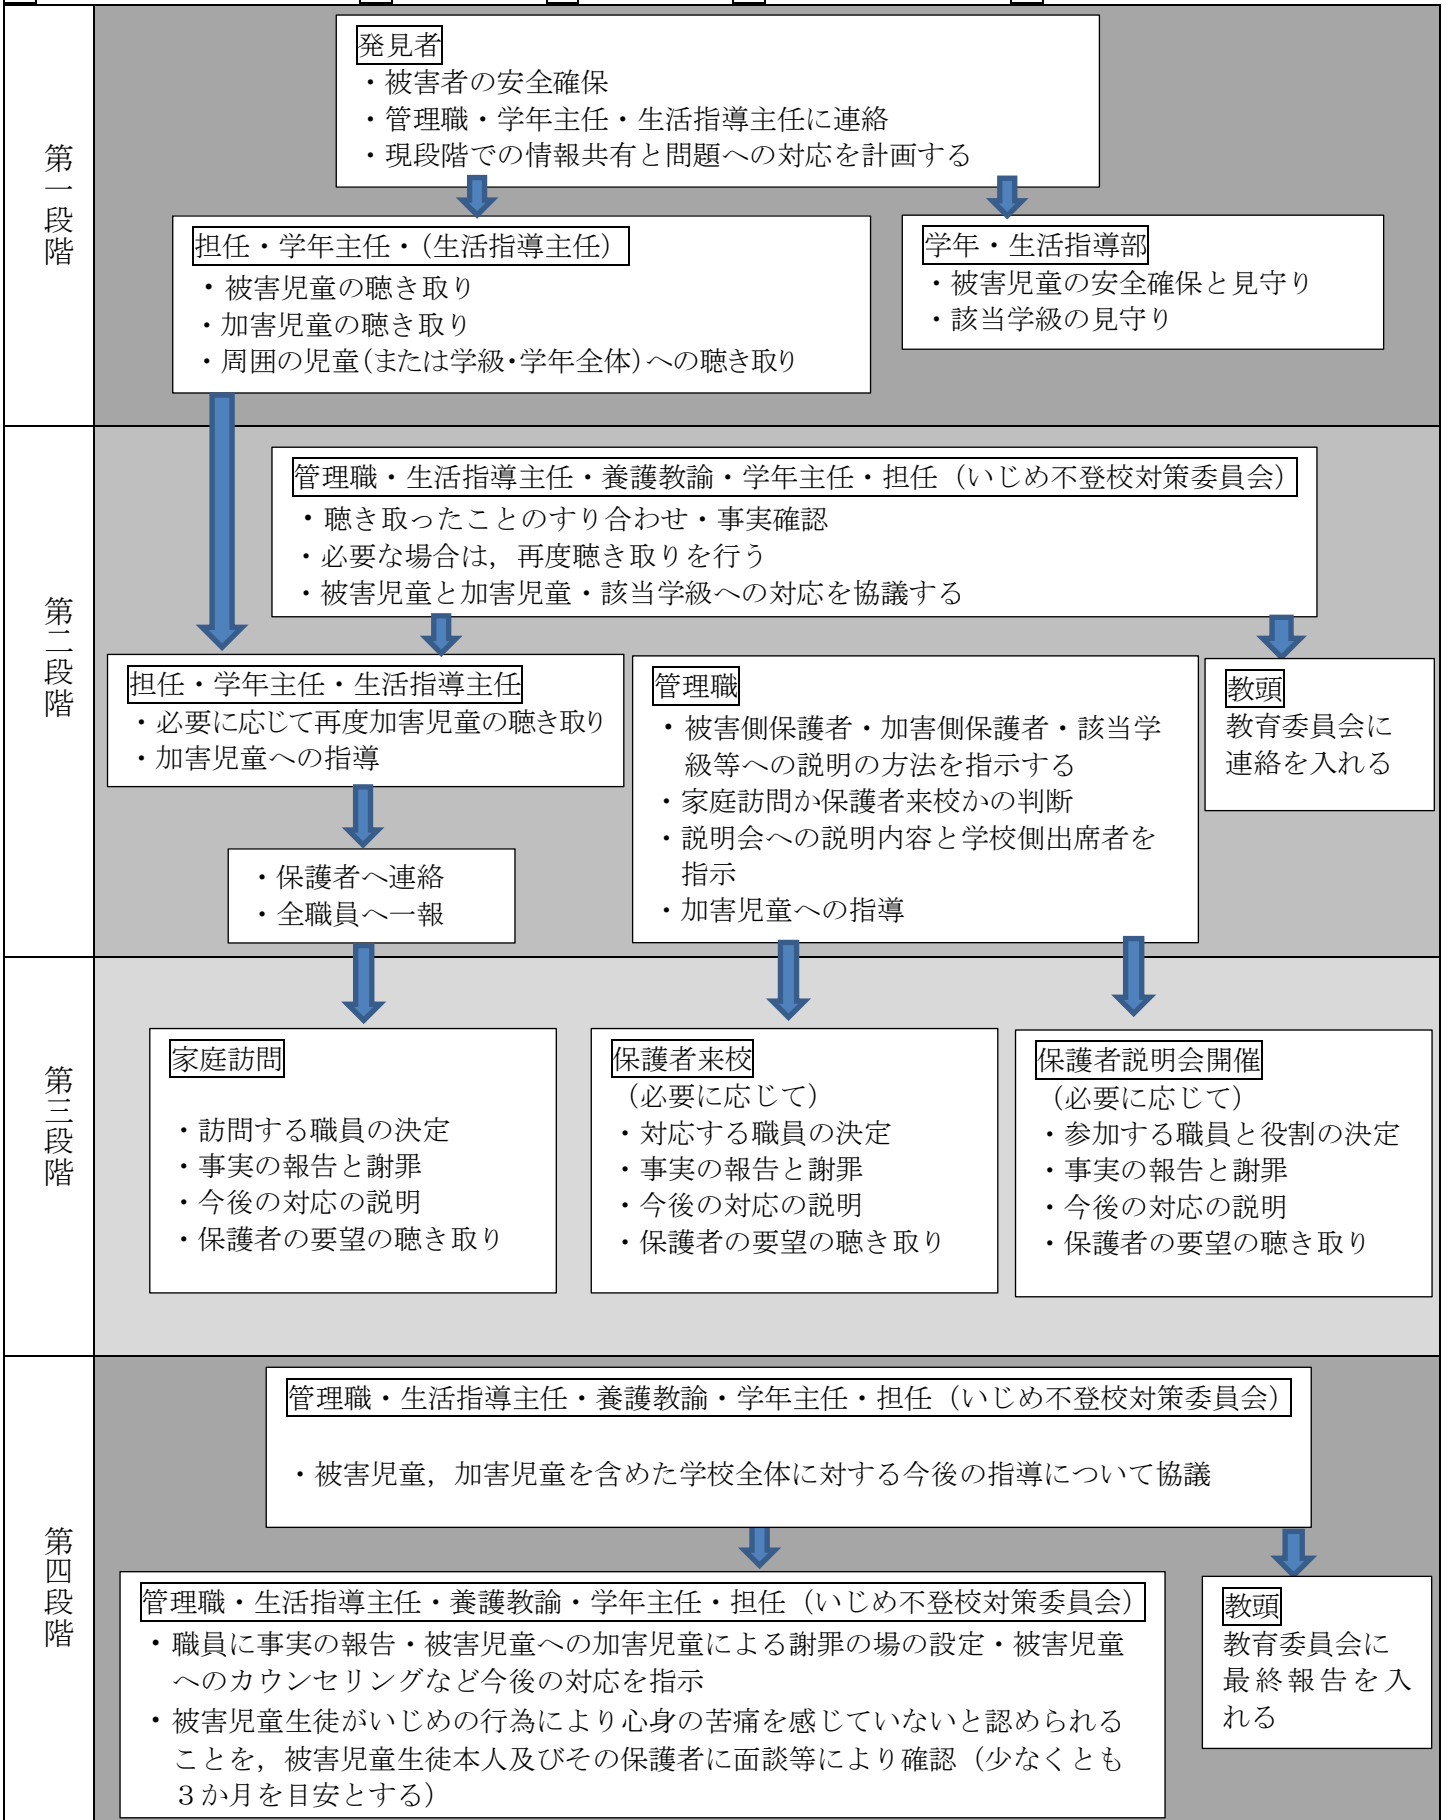 第一段階
発見者
・被害者の安全確保
・管理職・学年主任・生活指導主任に連絡
・現段階での情報共有と問題への対応を計画する
担任・学年主任・（生活指導主任）
・被害児童の聴き取り
・加害児童の聴き取り
・周囲の児童（または学級・学年全体）への聴き取り
学年・生活指導部
・被害児童の安全確保と見守り
・該当学級の見守り
第二段階
管理職・生活指導主任・養護教諭・学年主任・担任（いじめ不登校対策委員会）
・聴き取ったことのすり合わせ・事実確認
・必要な場合は，再度聴き取りを行う
・被害児童と加害児童・該当学級への対応を協議する
担任・学年主任・生活指導主任
・必要に応じて再度加害児童の聴き取り
・加害児童への指導
・保護者へ連絡
・全職員へ一報
管理職
・被害側保護者・加害側保護者・該当学
級等への説明の方法を指示する
・家庭訪問か保護者来校かの判断
・説明会への説明内容と学校側出席者を
指示
・加害児童への指導
教頭
教育委員会に
連絡を入れる
第三段階
家庭訪問
・訪問する職員の決定
・事実の報告と謝罪
・今後の対応の説明
・保護者の要望の聴き取り
保護者来校
（必要に応じて）
・対応する職員の決定
・事実の報告と謝罪
・今後の対応の説明
・保護者の要望の聴き取り
保護者説明会開催
（必要に応じて）
・参加する職員と役割の決定
・事実の報告と謝罪
・今後の対応の説明
・保護者の要望の聴き取り
第四段階
管理職・生活指導主任・養護教諭・学年主任・担任（いじめ不登校対策委員会）
・被害児童，加害児童を含めた学校全体に対する今後の指導について協議
管理職・生活指導主任・養護教諭・学年主任・担任（いじめ不登校対策委員会）
・職員に事実の報告・被害児童への加害児童による謝罪の場の設定・被害児童
へのカウンセリングなど今後の対応を指示
・被害児童生徒がいじめの行為により心身の苦痛を感じていないと認められる
ことを，被害児童生徒本人及びその保護者に面談等により確認（少なくとも
３か月を目安とする）
教頭
教育委員会に
最終報告を入
れる